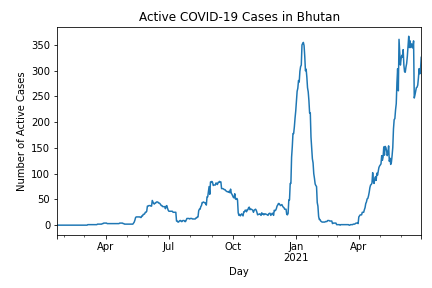 Active COVID-19 Cases in Bhutan
Number of Active Cases
350
300
250
200
150
100
50
0
Apr
Jul
Oct
Jan
2021
Apr
Day